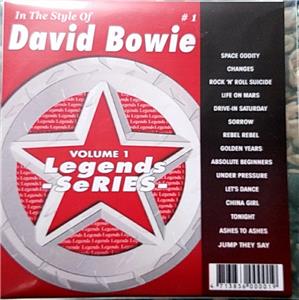 In The Style Of
# 1
David Bowie
VOLUME 1
Legends
-SeRIES-
SPACE ODDITY
CHANGES
ROCK 'N' ROLL SUICIDE
LIFE ON MARS
DRIVE-IN SATURDAY
SORROW
REBEL REBEL
GOLDEN YEARS
ABSOLUTE BEGINNERS
UNDER PRESSURE
LET'S DANCE
CHINA GIRL
TONIGHT
ASHES TO ASHES
JUMP THEY SAY